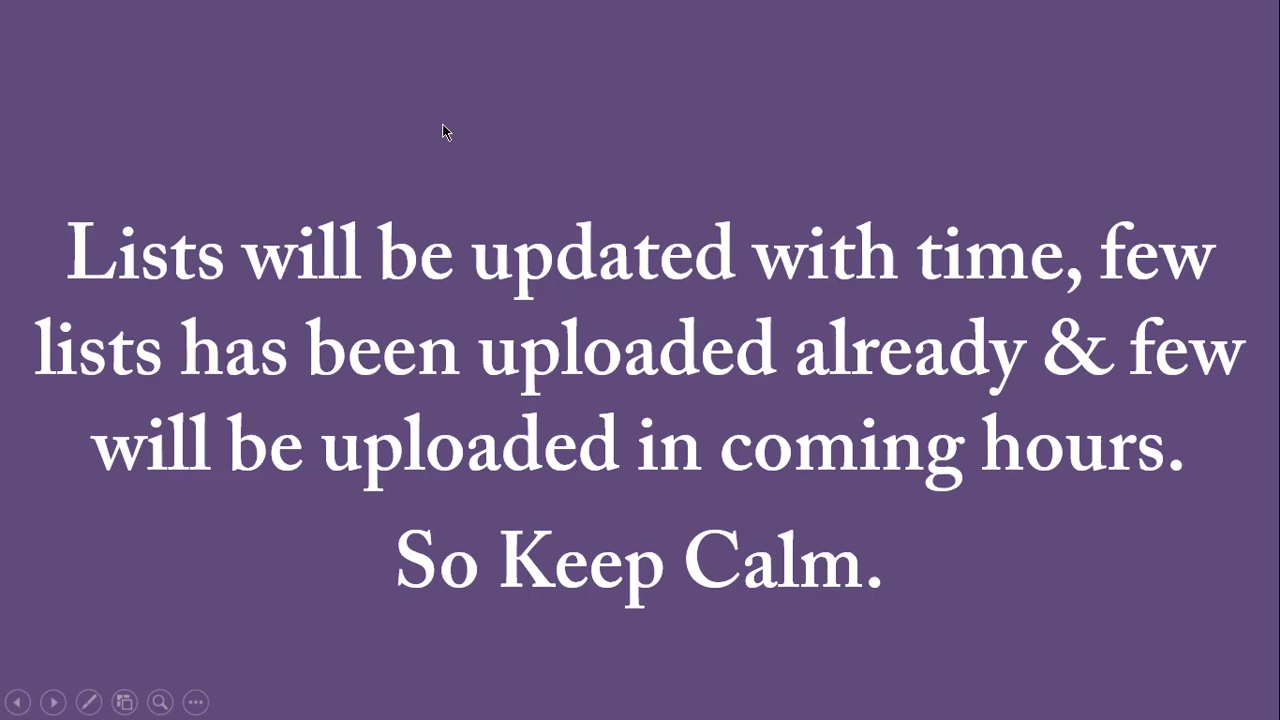 Lists will be updated with time, few
lists has been uploaded already & few
will be uploaded in coming hours.
So Keep Calm.